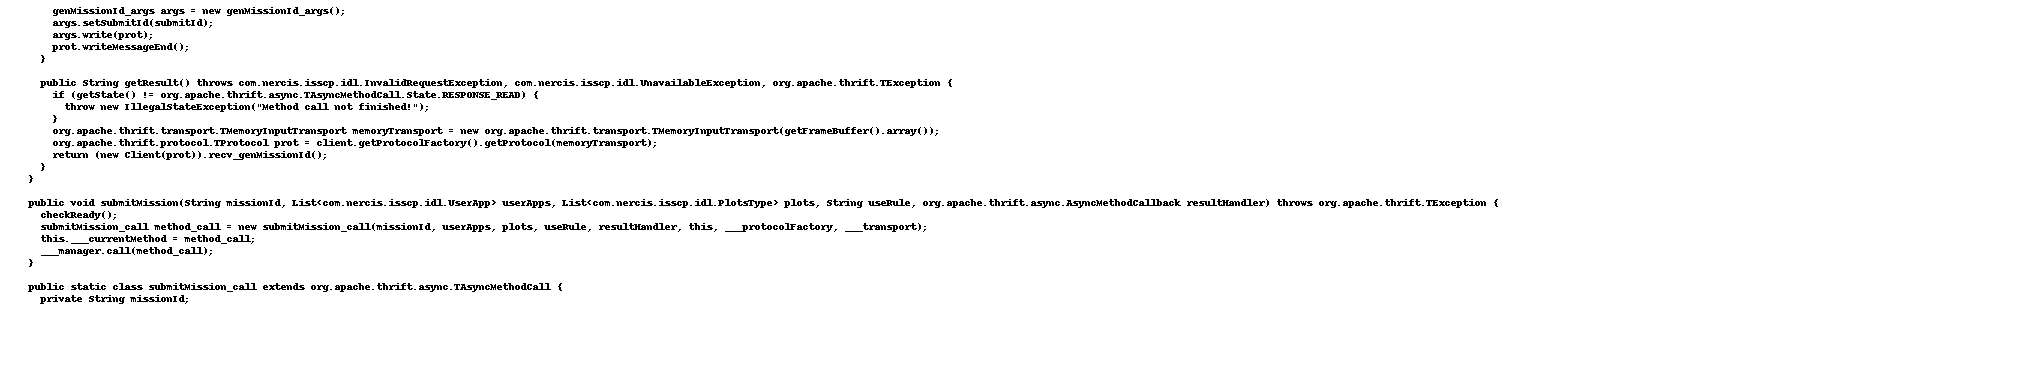 genMissionId_args args = new genMissionId_args();
args.setSubmitId(submitId);
args.write(prot);
prot.writeMessageEnd();
}
public String getResult() throws com.nercis.isscp.idl.InvalidRequestException, com.nercis.isscp.idl.UnavailableException, org.apache.thrift.TException {
if (getState() != org.apache.thrift.async.TAsyncMethodCall.State.RESPONSE_READ) {
throw new IllegalStateException("Method call not finished!");
}
org.apache.thrift.transport.TMemoryInputTransport memoryTransport = new org.apache.thrift.transport.TMemoryInputTransport(getFrameBuffer().array());
org.apache.thrift.protocol.TProtocol prot = client.getProtocolFactory().getProtocol(memoryTransport);
return (new Client(prot)).recv_genMissionId();
}
}
public void submitMission(String missionId, List<com.nercis.isscp.idl.UserApp> userApps, List<com.nercis.isscp.idl.PlotsType> plots, String useRule, org.apache.thrift.async.AsyncMethodCallback resultHandler) throws org.apache.thrift.TException {
checkReady();
submitMission_call method_call = new submitMission_call(missionId, userApps, plots, useRule, resultHandler, this, ___protocolFactory, ___transport);
this.___currentMethod = method_call;
___manager.call(method_call);
}
public static class submitMission_call extends org.apache.thrift.async.TAsyncMethodCall {
private String missionId;